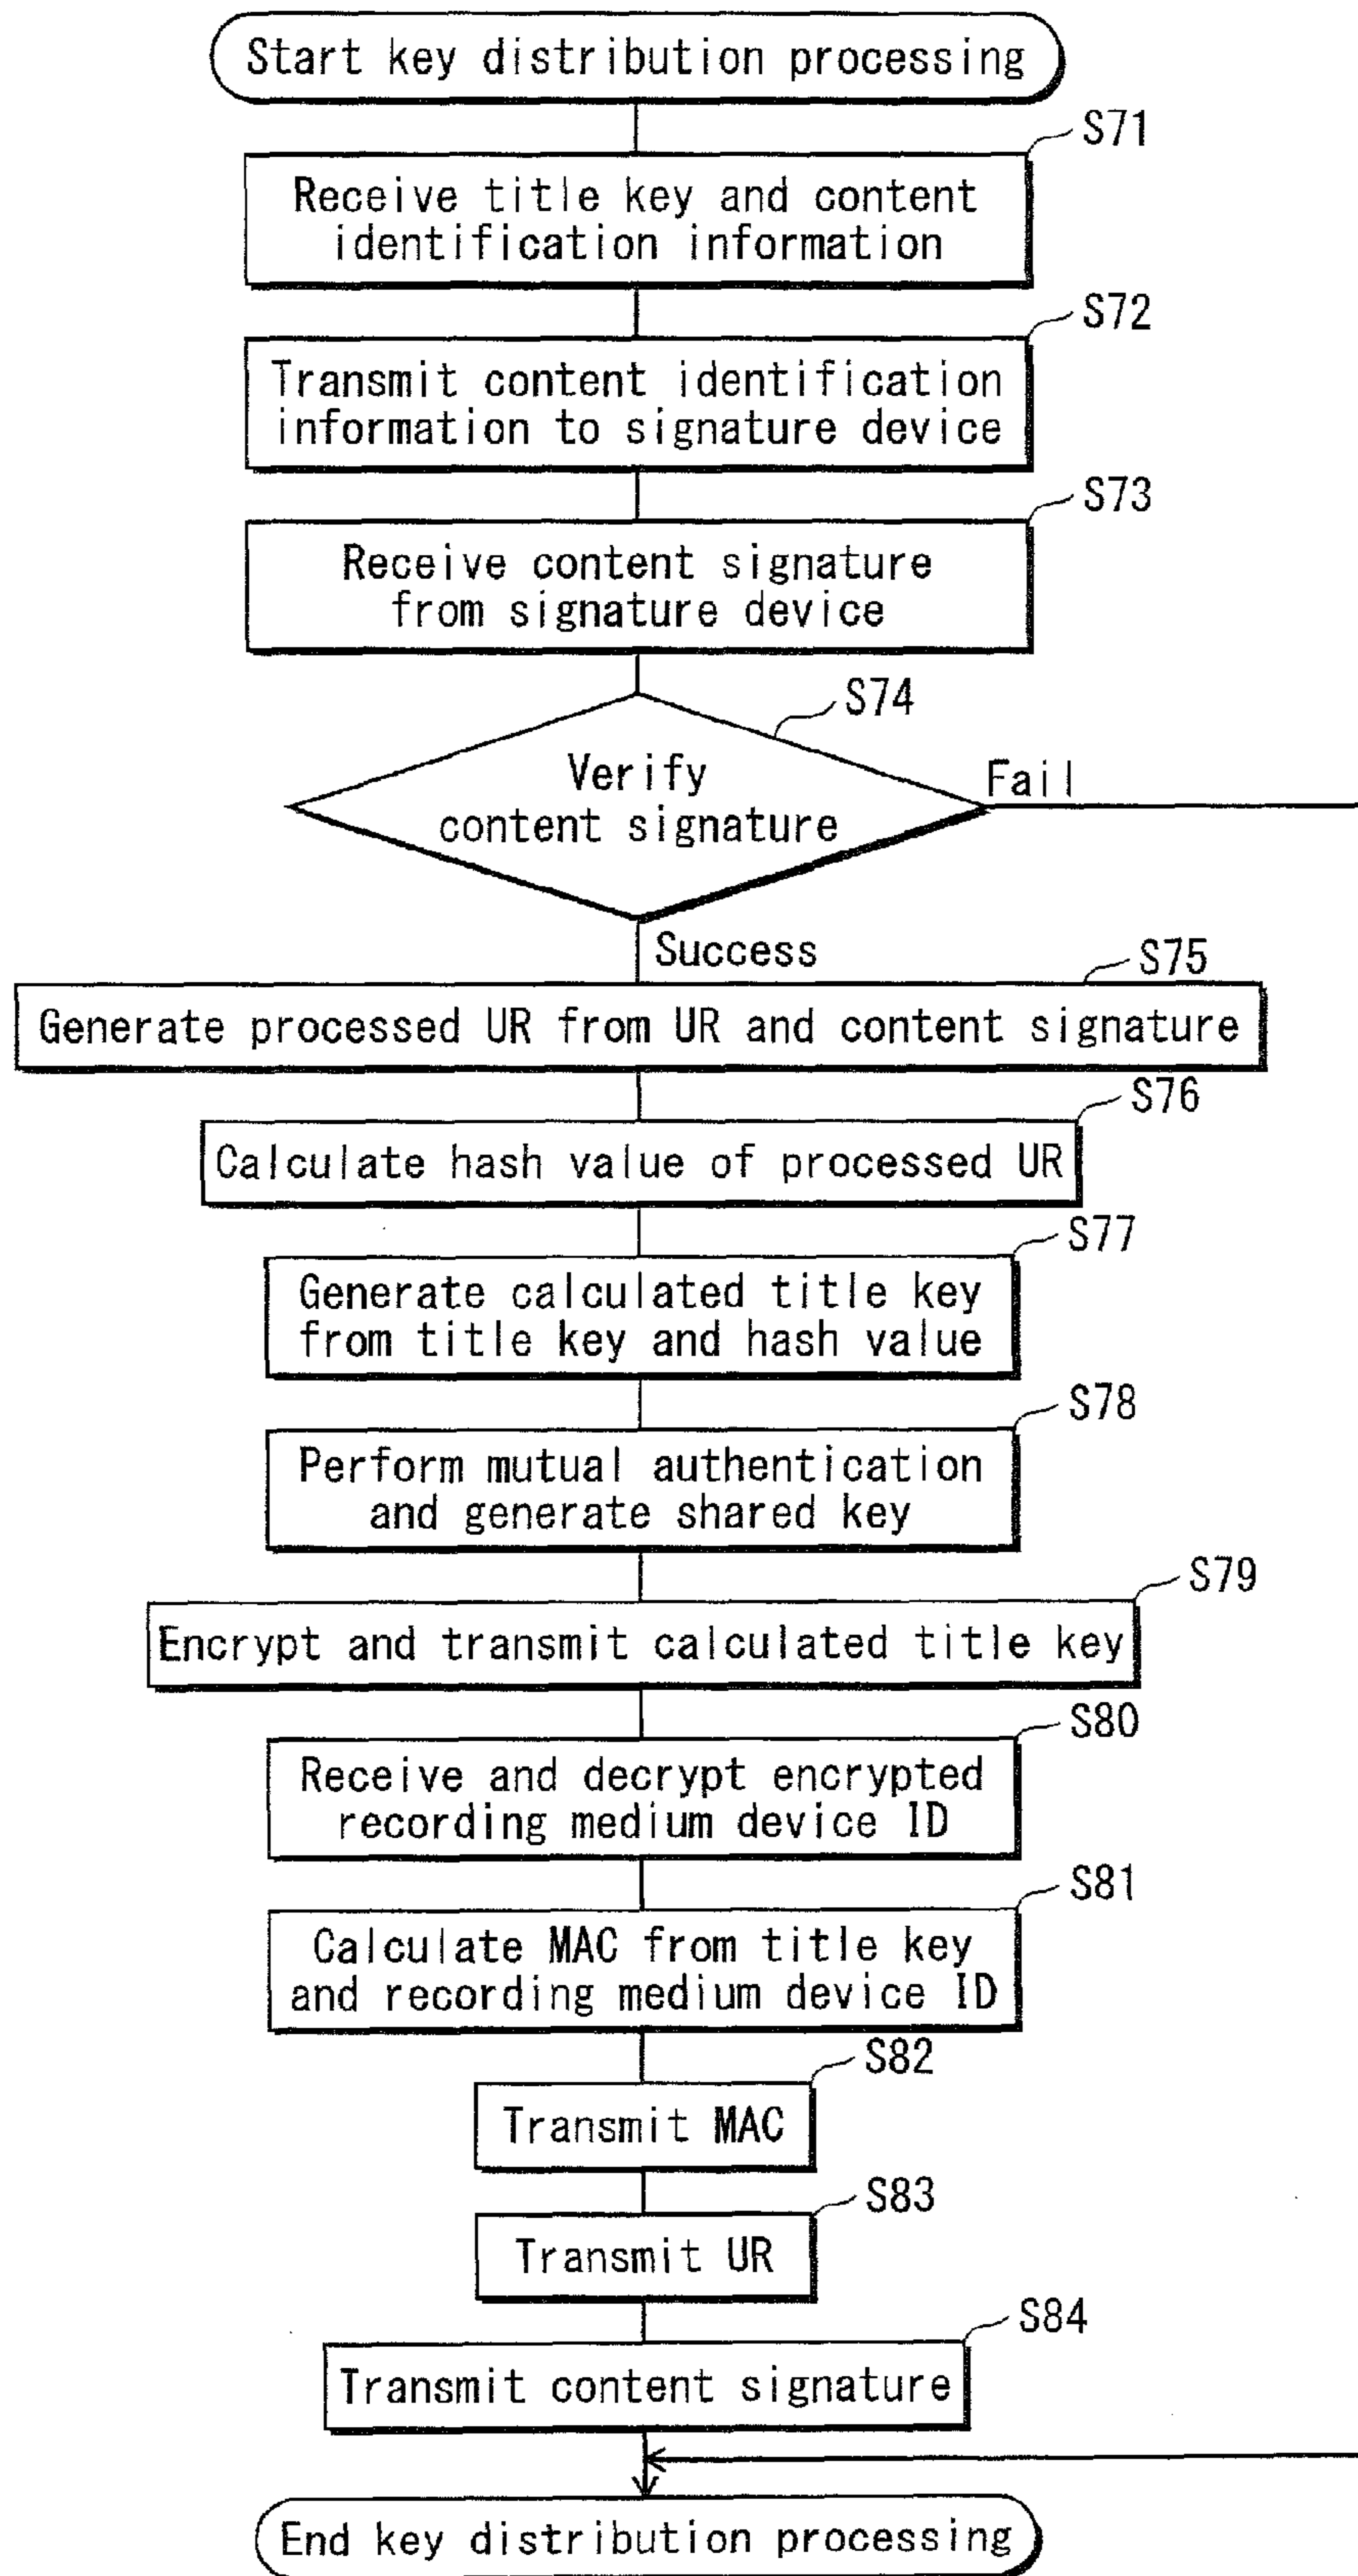 Start key distribution processing
S71
Receive title key and content
identification information
S72
Transmit content identification
information to signature device
S73
Receive content signature
from signature device
S74
Verify
content signature
Fail
Success
S75
Generate processed UR from UR and content signature
S76
Calculate hash value of processed UR
S77
Generate calculated title key
from title key and hash value
S78
Perform mutual authentication
and generate shared key
S79
Encrypt and transmit calculated title key
S80
Receive and decrypt encrypted
recording medium device ID
S81
Calculate MAC from title key
and recording medium device ID
S82
Transmit MAC
S83
Transmit UR
S84
Transmit content signature
End key distribution processing